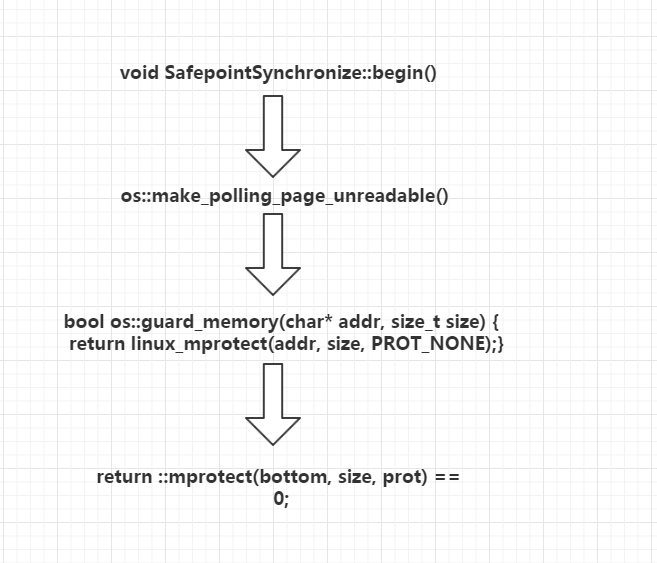 void SafepointSynchronize::begin()
os::make_polling_page_unreadable()
bool os::guard_memory(char* addr, size_t size) {
return linux_mprotect(addr, size, PROT_NONE);}
return ::mprotect(bottom, size, prot) ==
0;